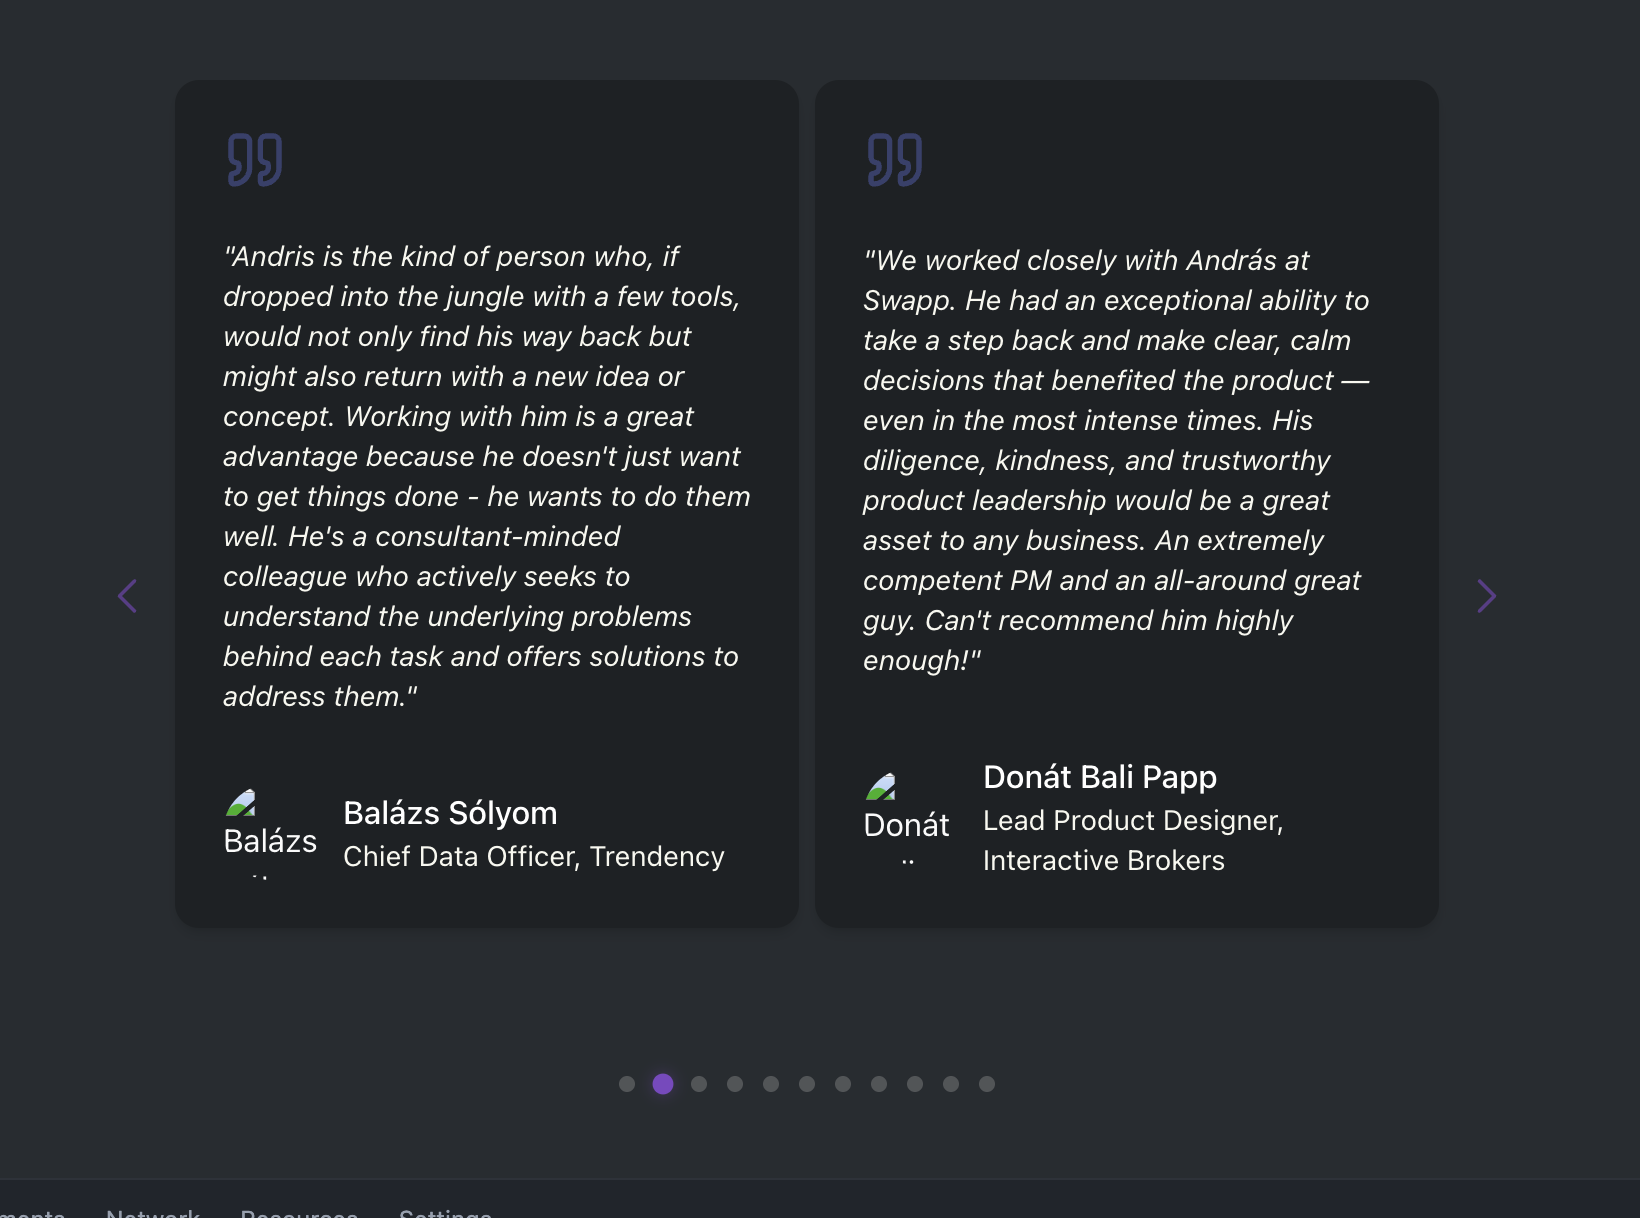 "Andris is the kind of person who, if
dropped into the jungle with a few tools,
would not only find his way back but
might also return with a new idea or
concept. Working with him is a great
advantage because he doesn't just want
to get things done - he wants to do them
well. He's a consultant-minded
colleague who actively seeks to
understand the underlying problems
behind each task and offers solutions to
address them."
Balázs
Balázs Sólyom
Chief Data Officer, Trendency
"We worked closely with András at
Swapp. He had an exceptional ability to
take a step back and make clear, calm
decisions that benefited the product —
even in the most intense times. His
diligence, kindness, and trustworthy
product leadership would be a great
asset to any business. An extremely
competent PM and an all-around great
guy. Can't recommend him highly
enough!"
Donát
Donát Bali Papp
Lead Product Designer,
Interactive Brokers
Network Resources Settings